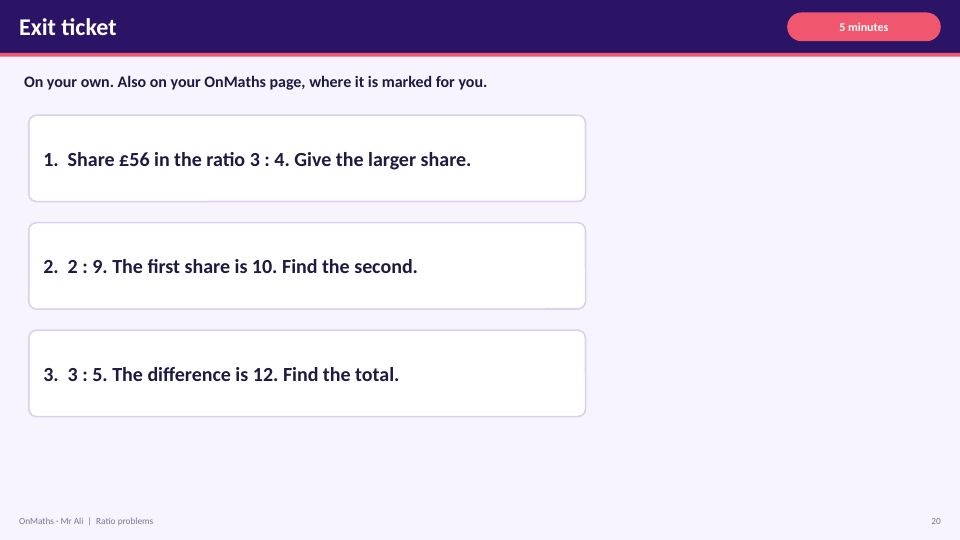 Exit ticket
5 minutes
On your own. Also on your OnMaths page, where it is marked for you.
1. Share £56 in the ratio 3 : 4. Give the larger share.
2. 2 : 9. The first share is 10. Find the second.
3. 3 : 5. The difference is 12. Find the total.
OnMaths · Mr Ali | Ratio problems
20